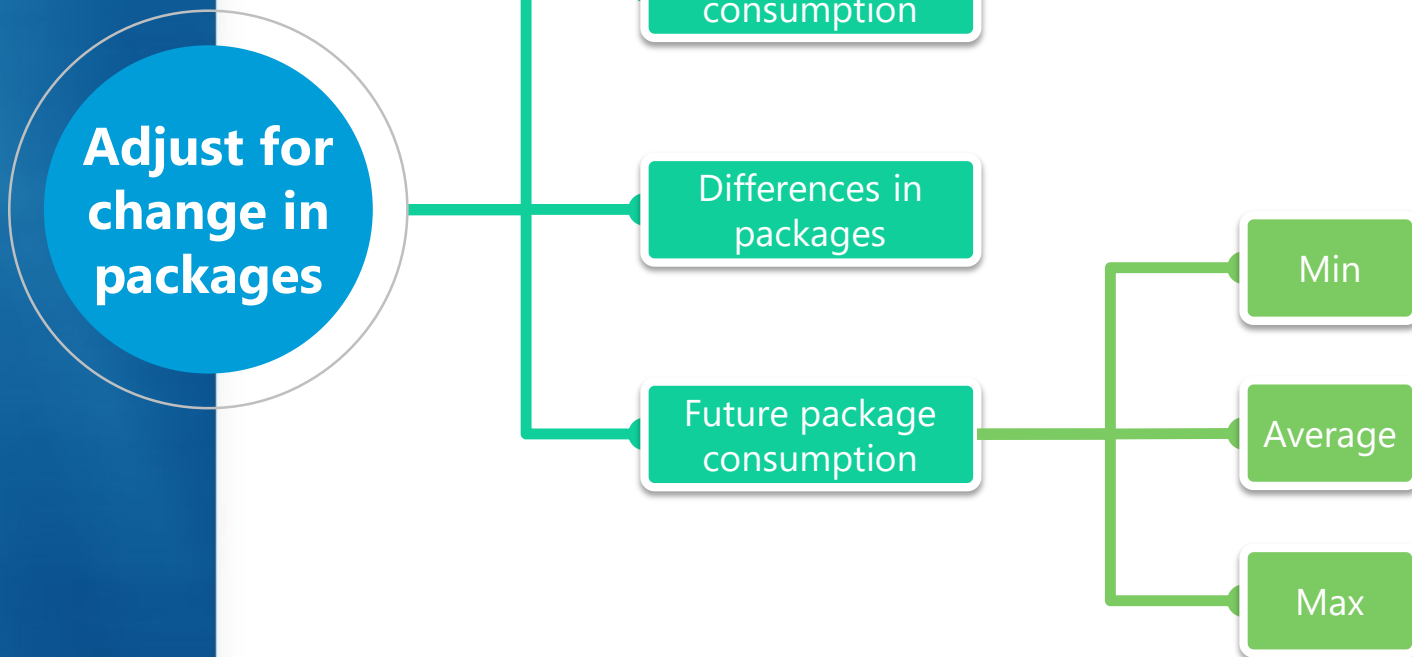 consumption
Adjust for
change in
packages
Differences in
packages
Future package
consumption
Min
Average
Max